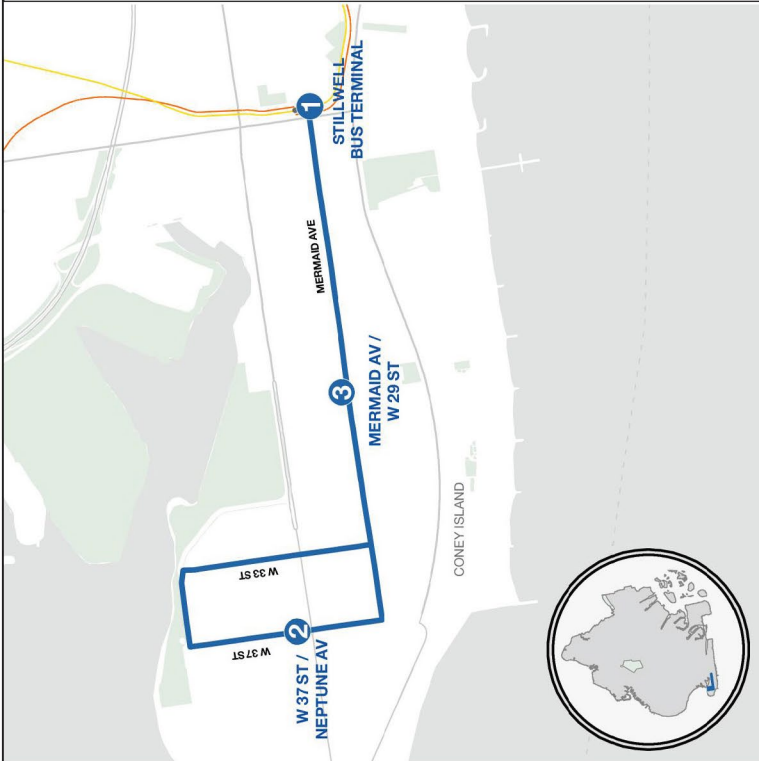 1
STILLWELL
BUS TERMINAL
MERMAID AVE
3
MERMAID AV /
W 29 ST
CONEY ISLAND
W 33 ST
W 37 ST
2
W 37 ST /
NEPTUNE AV